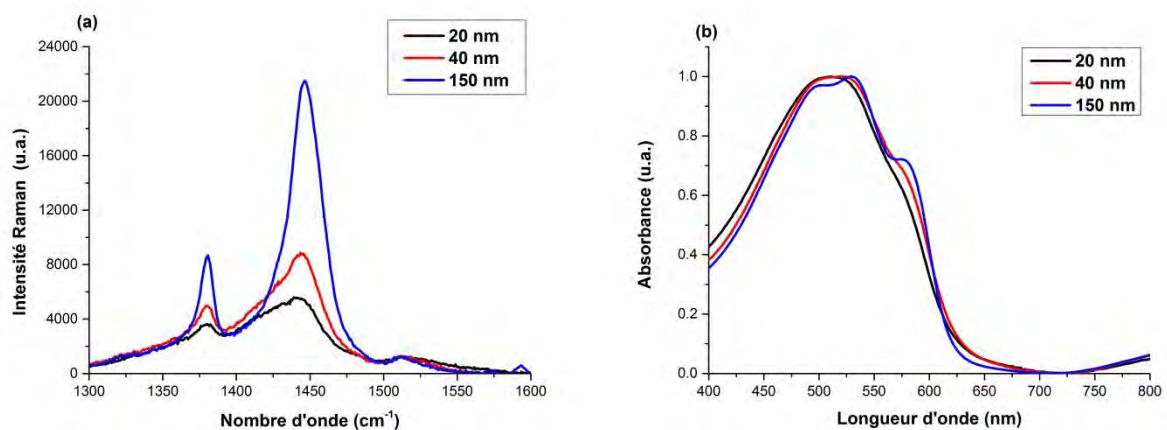 (a)
20 nm
40 nm
150 nm
Intensité Raman (u.a.)
24000
20000
16000
12000
8000
4000
0
1300 1350 1400 1450 1500 1550 1600
Nombre d'onde (cm⁻¹)
(b)
20 nm
40 nm
150 nm
Absorbance (u.a.)
1.0
0.8
0.6
0.4
0.2
0.0
400 450 500 550 600 650 700 750 800
Longueur d'onde (nm)